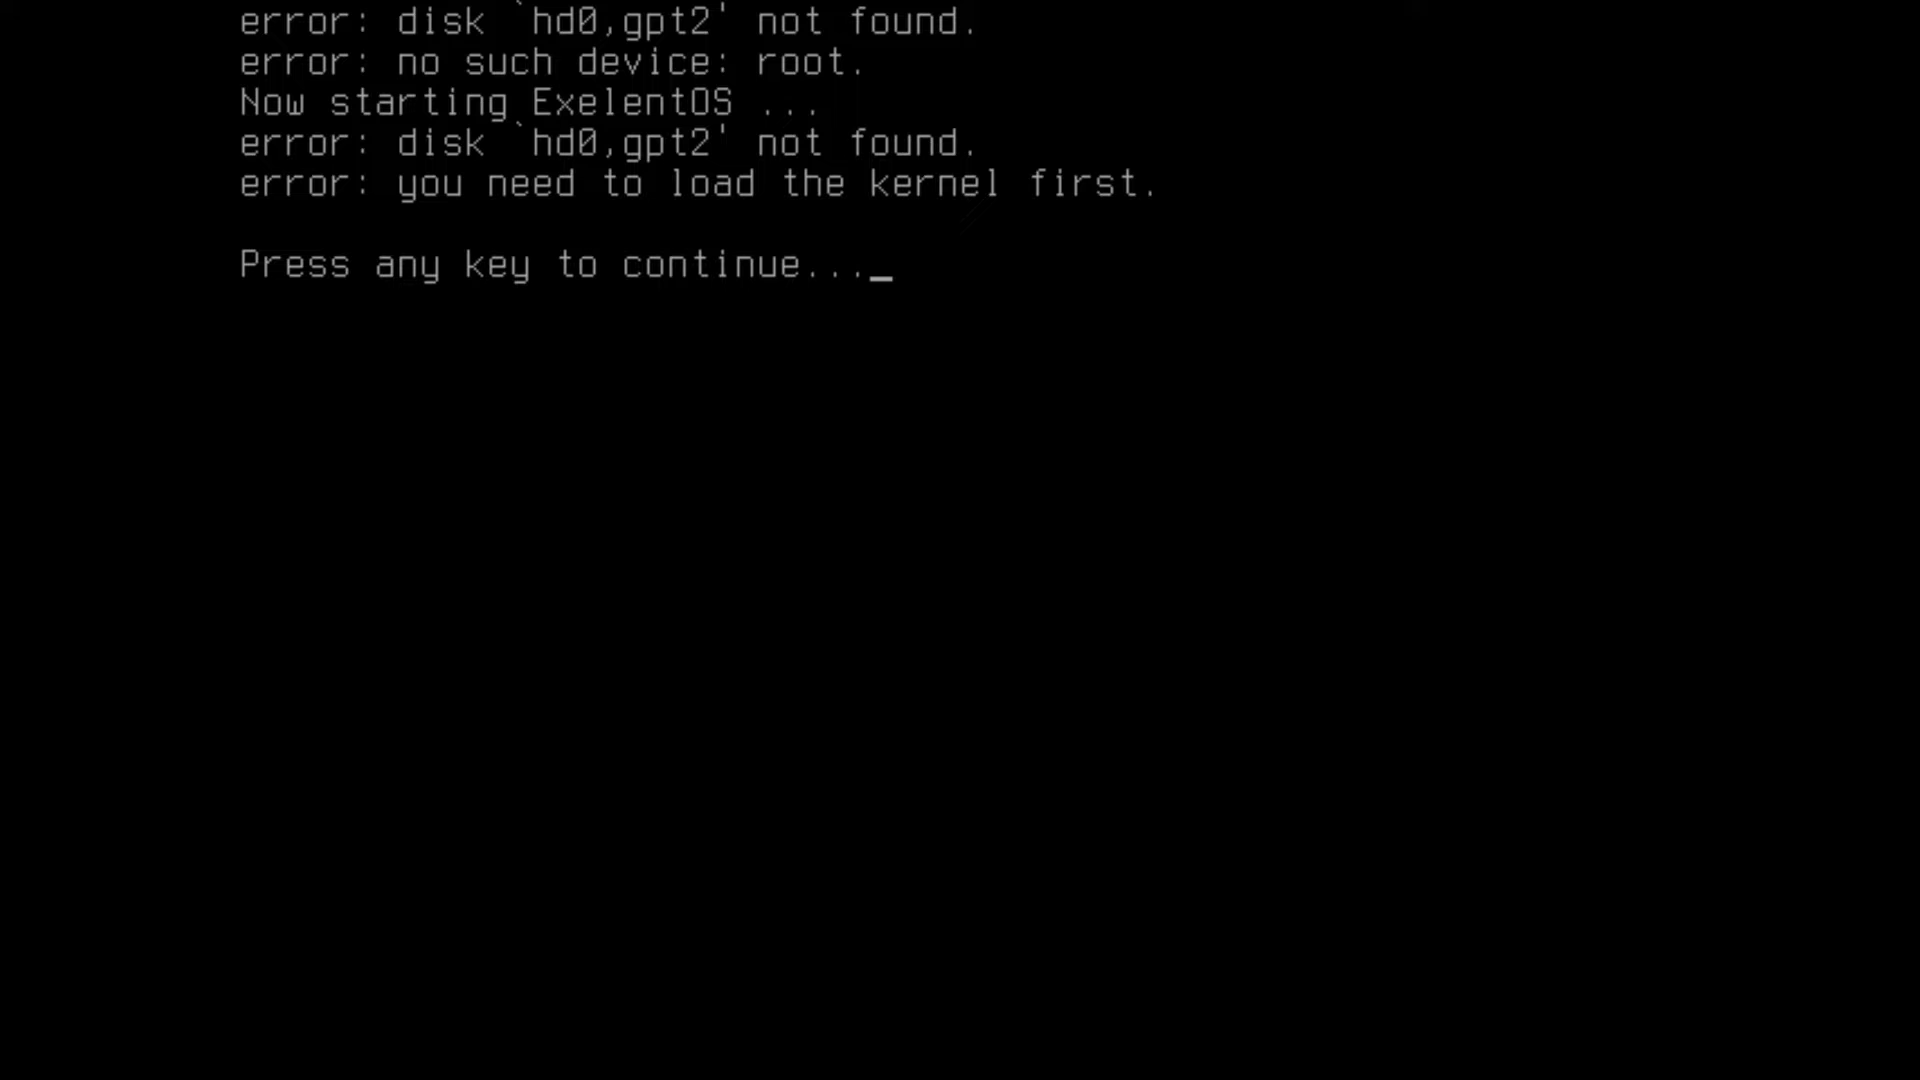 error: disk `hd0,gpt2' not found.
error: no such device: root.
Now starting ExelentOS ...
error: disk `hd0,gpt2' not found.
error: you need to load the kernel first.
Press any key to continue..._